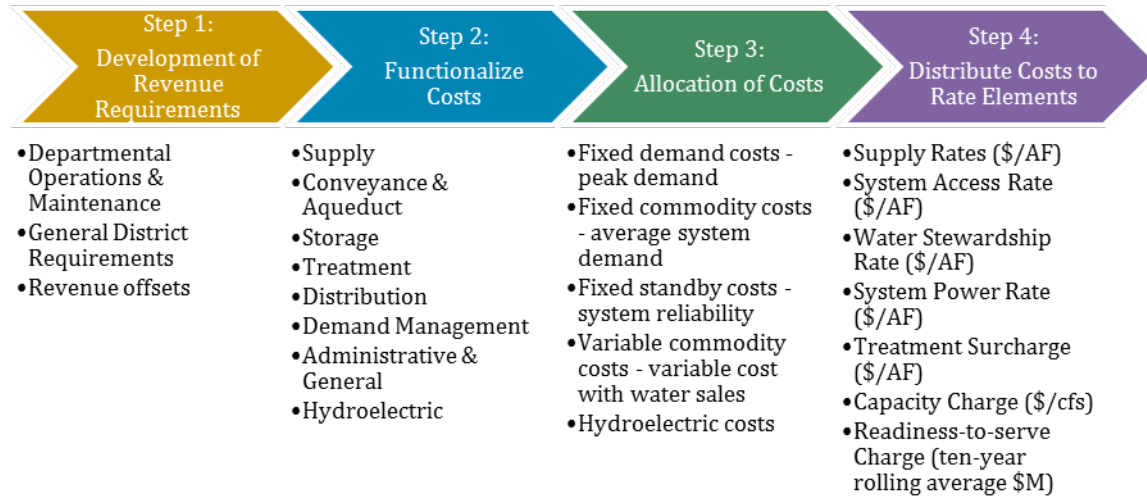 Step 1:
Development of
Revenue
Requirements
•Departmental
Operations &
Maintenance
•General District
Requirements
•Revenue offsets
Step 2:
Functionalize
Costs
•Supply
•Conveyance &
Aqueduct
•Storage
•Treatment
•Distribution
•Demand Management
•Administrative &
General
•Hydroelectric
Step 3:
Allocation of Costs
•Fixed demand costs -
peak demand
•Fixed commodity costs
- average system
demand
•Fixed standby costs -
system reliability
•Variable commodity
costs - variable cost
with water sales
•Hydroelectric costs
Step 4:
Distribute Costs to
Rate Elements
•Supply Rates ($/AF)
•System Access Rate
($/AF)
•Water Stewardship
Rate ($/AF)
•System Power Rate
($/AF)
•Treatment Surcharge
($/AF)
•Capacity Charge ($/cfs)
•Readiness-to-serve
Charge (ten-year
rolling average $M)